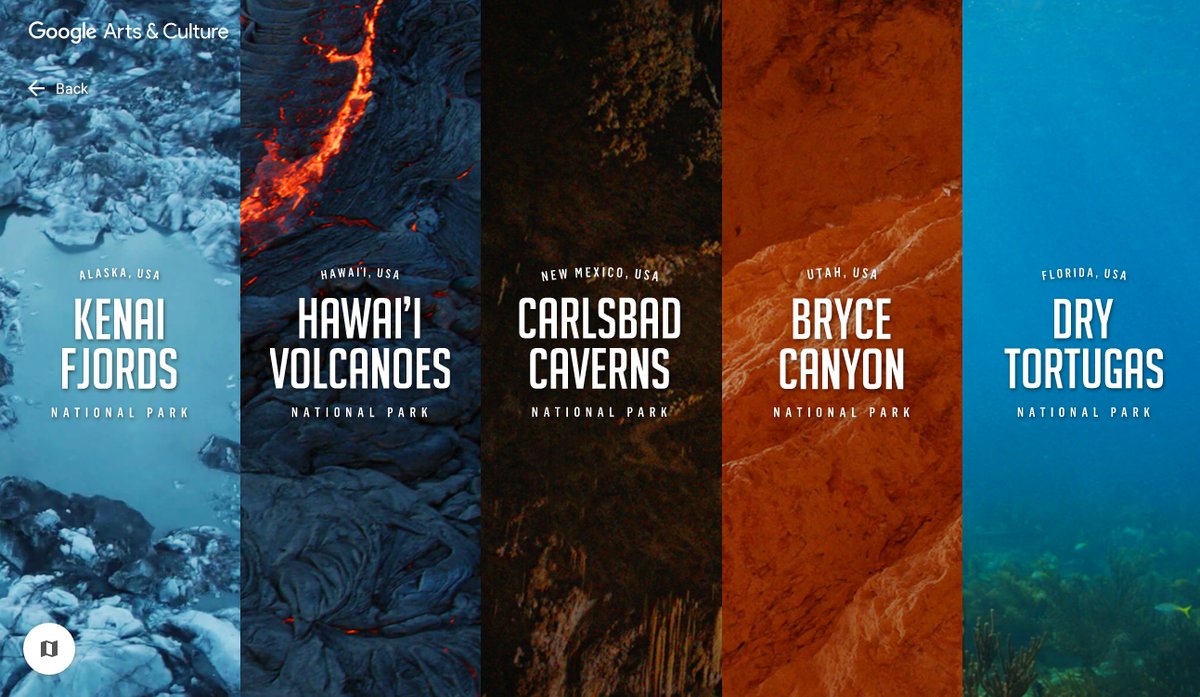 Google Arts & Culture
Back
ALASKA, USA
KENAI
FJORDS
NATIONAL PARK
HAWAI'I, USA
HAWAI'I
VOLCANOES
NATIONAL PARK
NEW MEXICO, USA
CARLSBAD
CAVERNS
NATIONAL PARK
UTAH, USA
BRYCE
CANYON
NATIONAL PARK
FLORIDA, USA
DRY
TORTUGAS
NATIONAL PARK